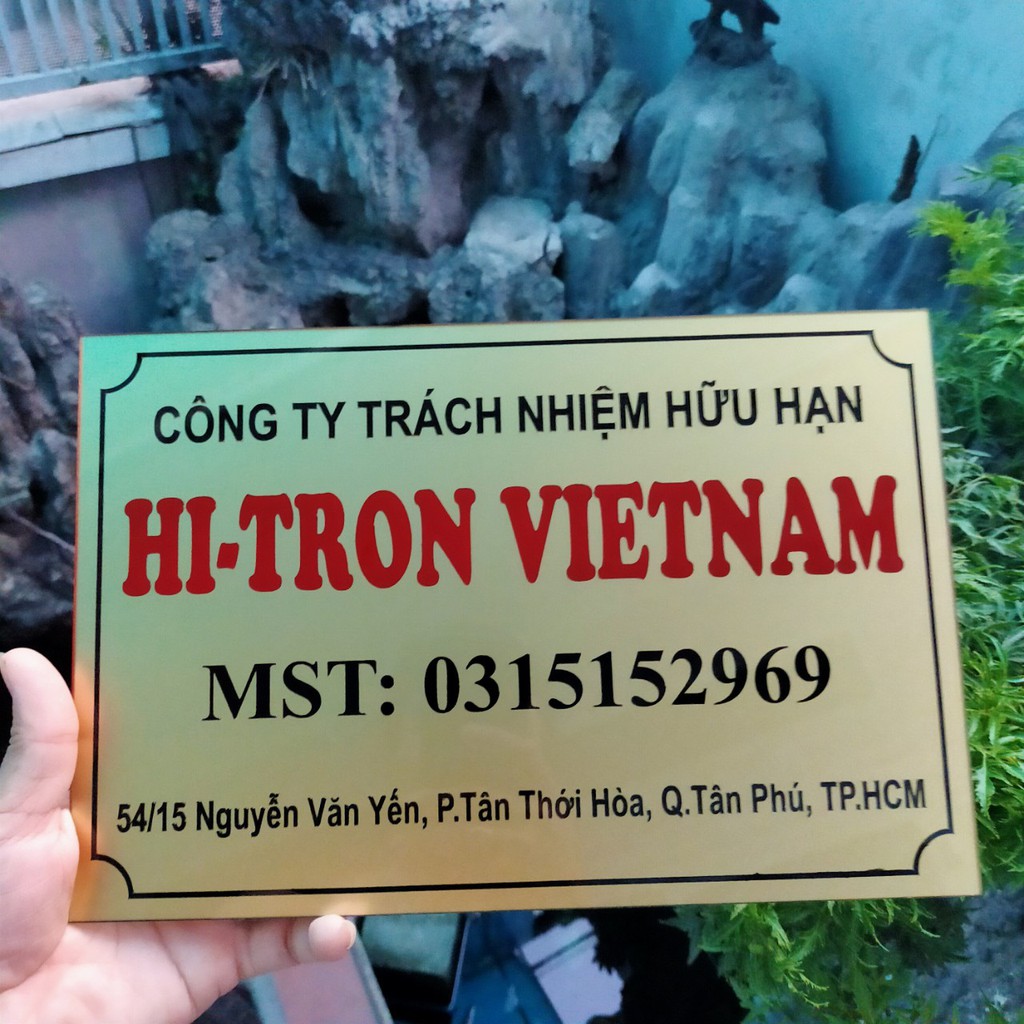 CÔNG TY TRÁCH NHIỆM HỮU HẠN
HI-TRON VIETNAM
MST: 0315152969
54/15 Nguyễn Văn Yến, P.Tân Thới Hòa, Q.Tân Phú, TP.HCM